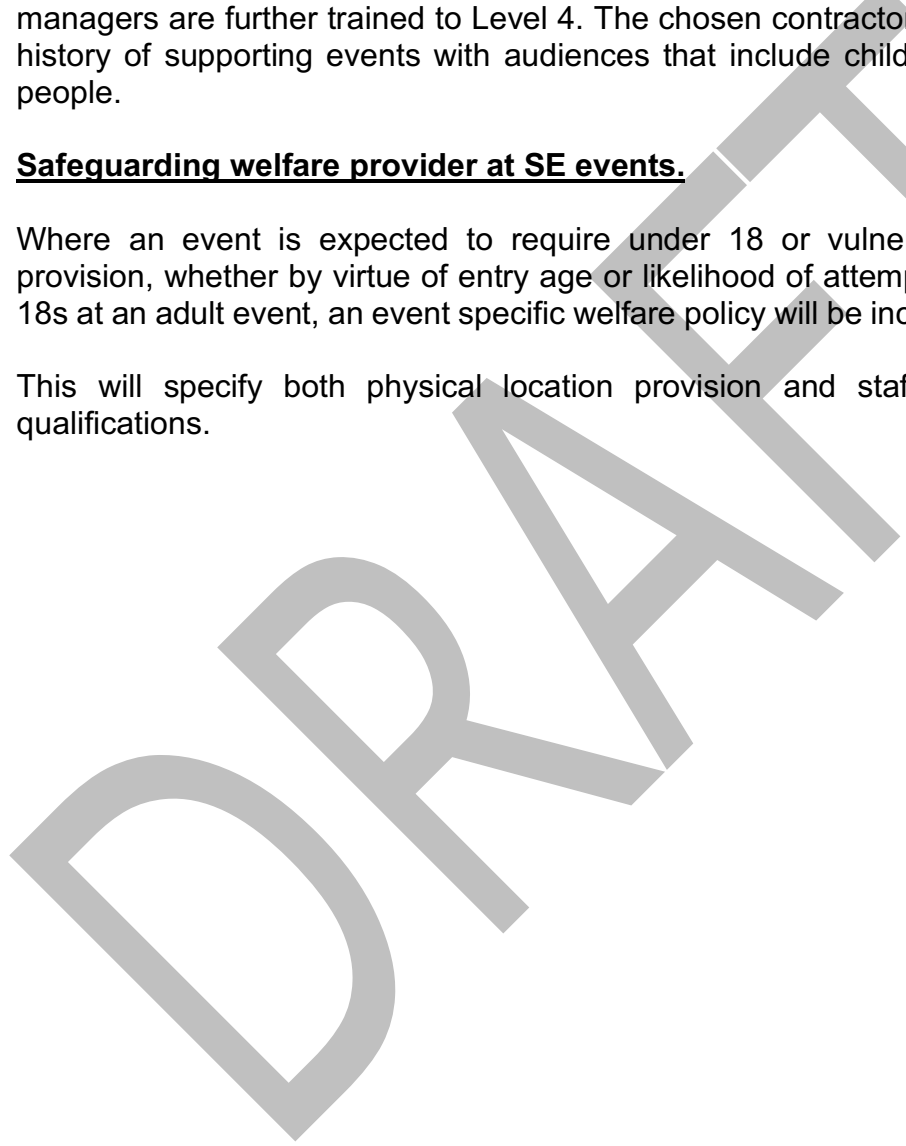 managers are further trained to Level 4. The chosen contractor
history of supporting events with audiences that include child
people.
Safeguarding welfare provider at SE events.
Where an event is expected to require under 18 or vulne
provision, whether by virtue of entry age or likelihood of attemp
18s at an adult event, an event specific welfare policy will be inc
This will specify both physical location provision and staf
qualifications.
DRAFT